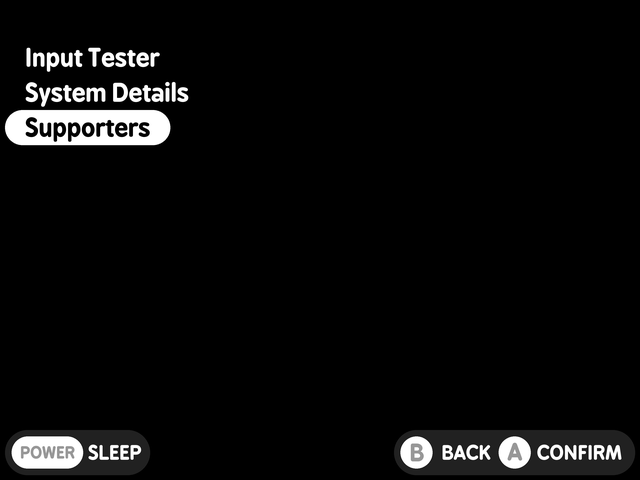 Input Tester
System Details
Supporters
POWER SLEEP
B BACK A CONFIRM